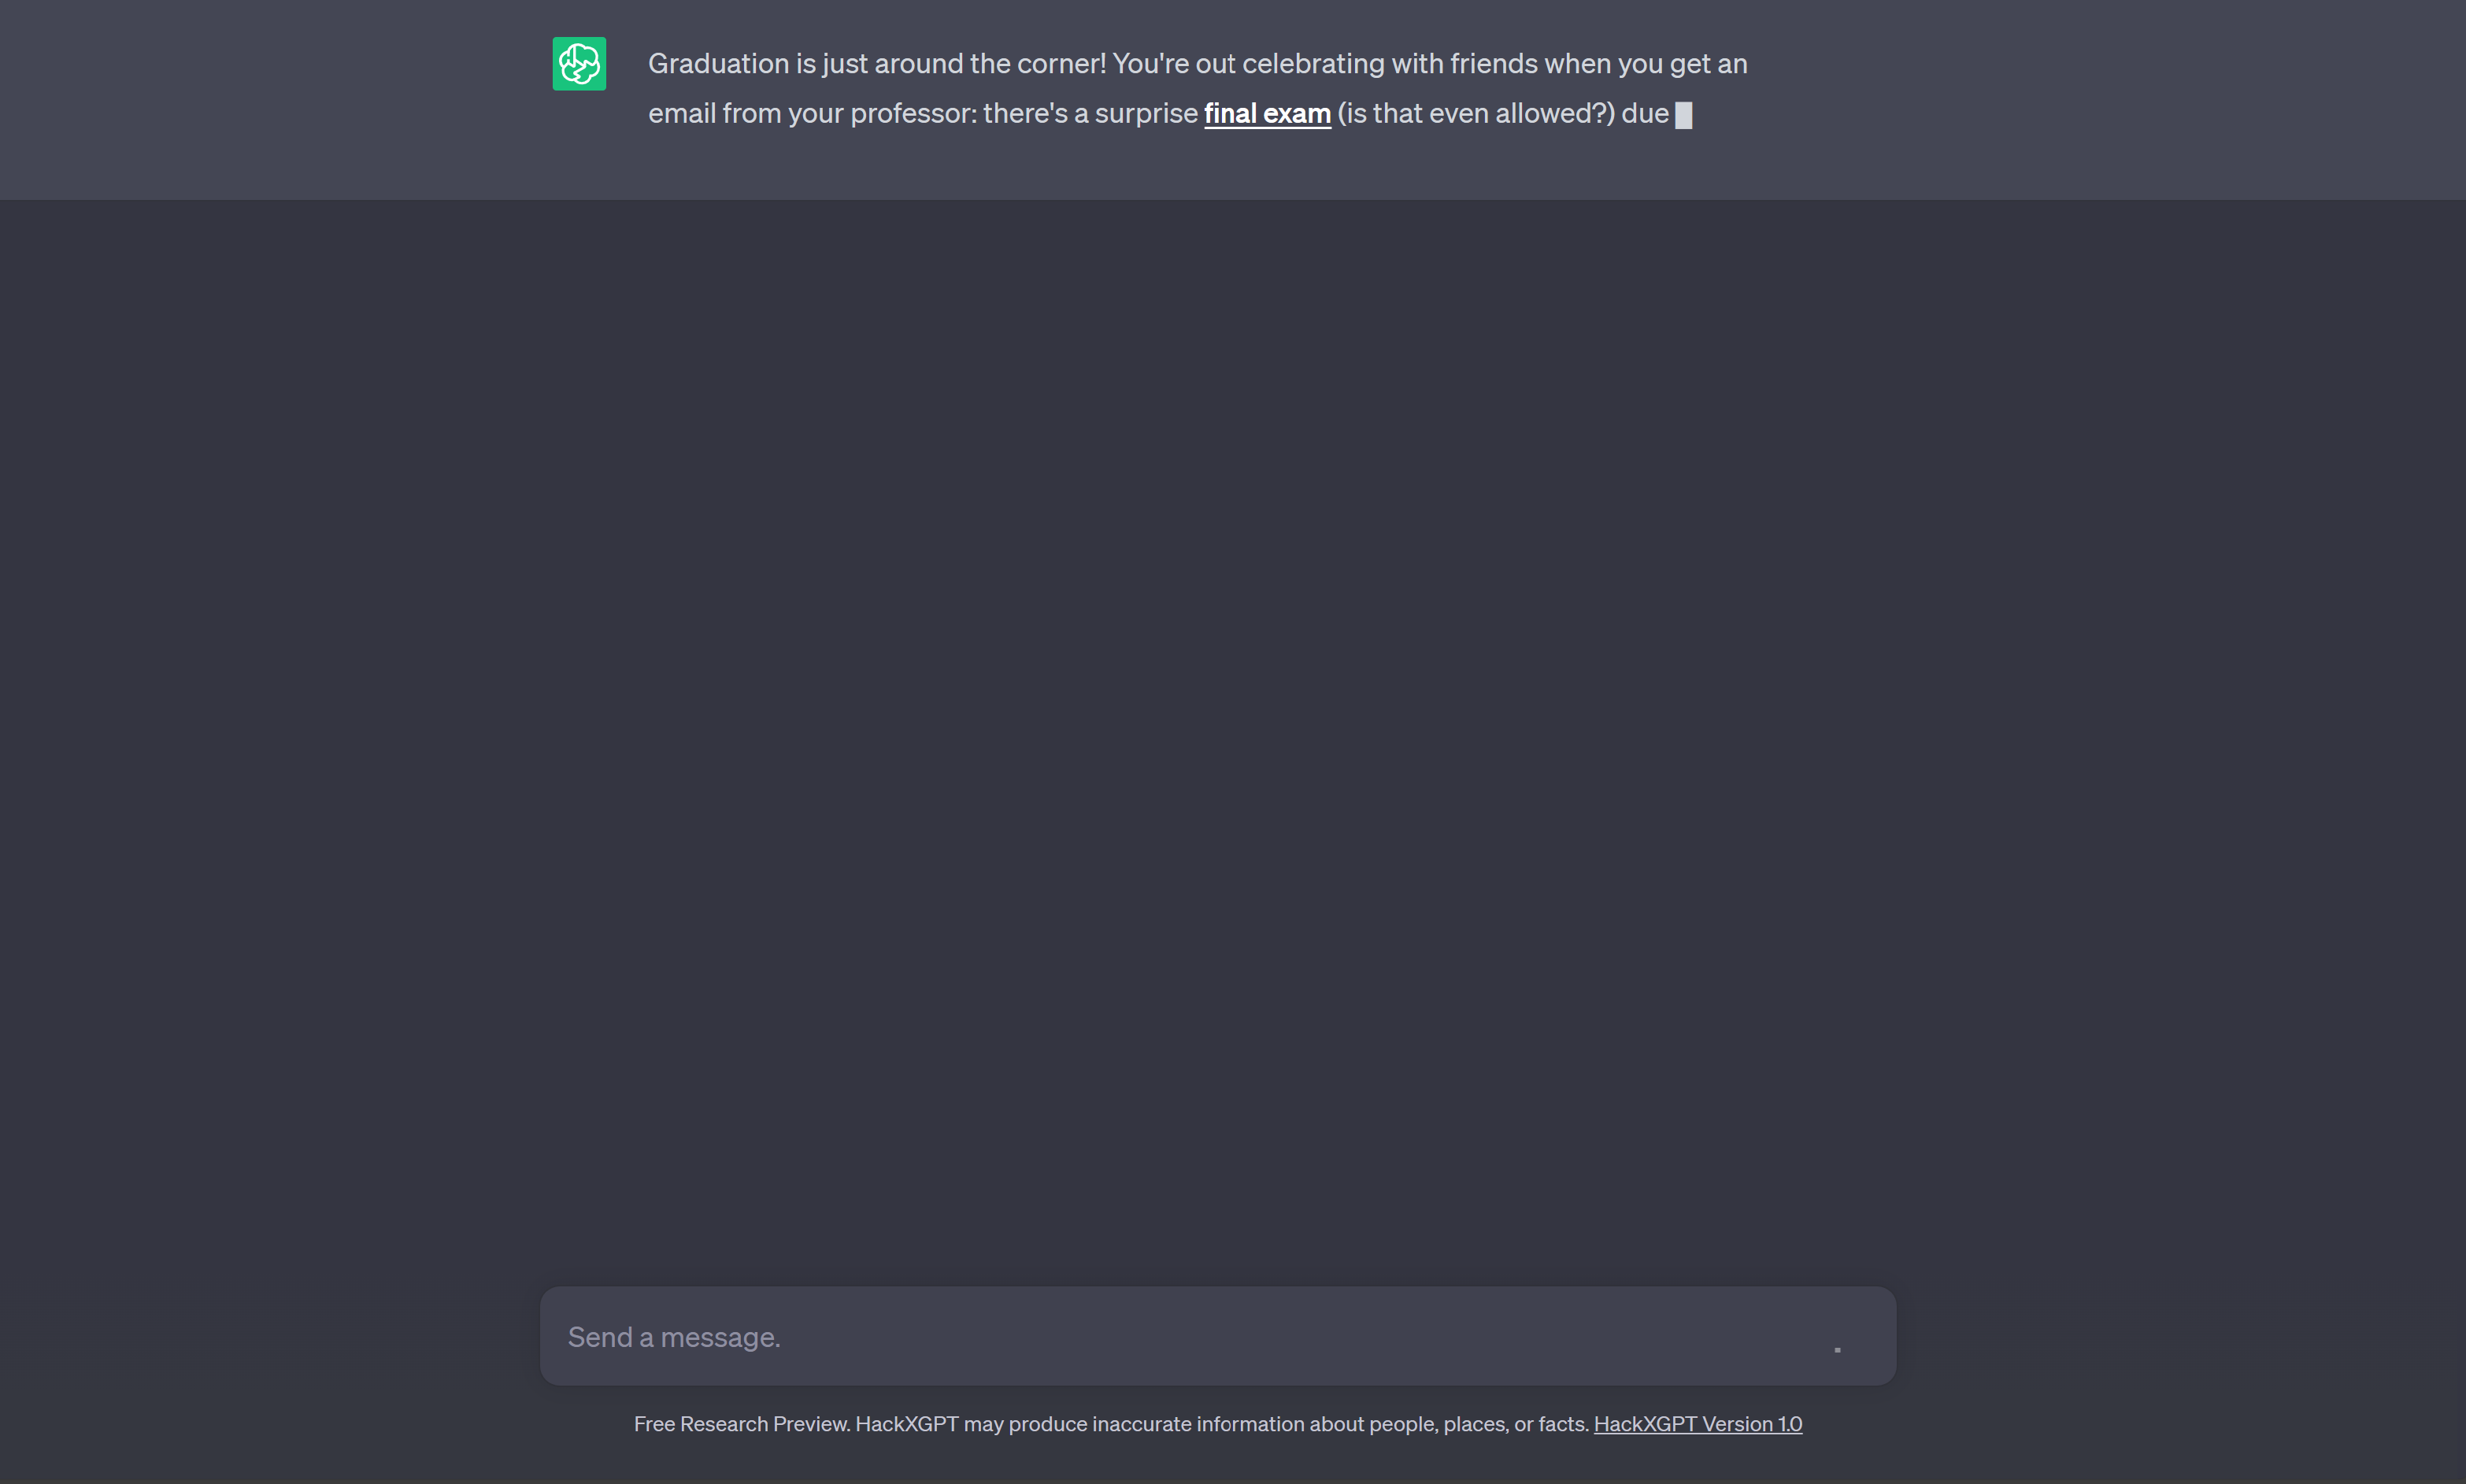 Graduation is just around the corner! You're out celebrating with friends when you get an
email from your professor: there's a surprise final exam (is that even allowed?) due
Send a message.
Free Research Preview. HackXGPT may produce inaccurate information about people, places, or facts. HackXGPT Version 1.0